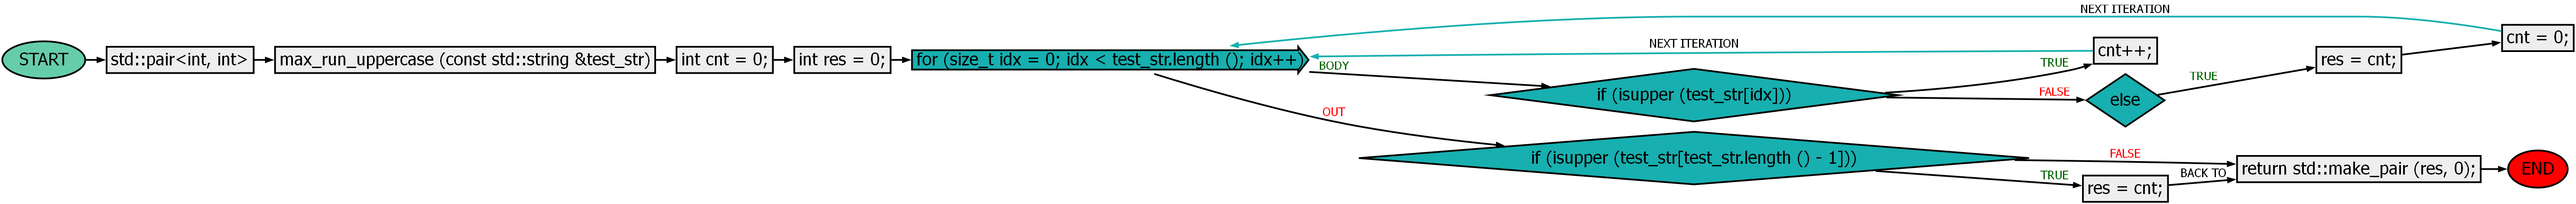 START
std::pair<int, int>
max_run_uppercase (const std::string &test_str)
int cnt = 0;
int res = 0;
for (size_t idx = 0; idx < test_str.length (); idx++)
NEXT ITERATION
NEXT ITERATION
BODY
if (isupper (test_str[idx]))
TRUE
cnt++;
FALSE
else
TRUE
res = cnt;
cnt = 0;
OUT
if (isupper (test_str[test_str.length () - 1]))
FALSE
TRUE
res = cnt;
BACK TO
return std::make_pair (res, 0);
END